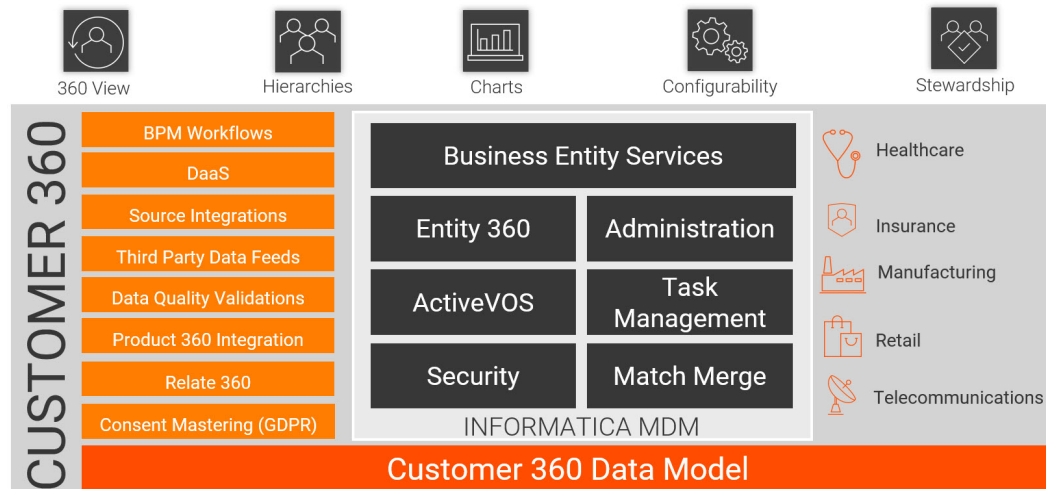 360 View
Hierarchies
Charts
Configurability
Stewardship
CUSTOMER 360
BPM Workflows
DaaS
Source Integrations
Third Party Data Feeds
Data Quality Validations
Product 360 Integration
Relate 360
Consent Mastering (GDPR)
Business Entity Services
Entity 360
Administration
ActiveVOS
Task
Management
Security
Match Merge
INFORMATICA MDM
Healthcare
Insurance
Manufacturing
Retail
Telecommunications
Customer 360 Data Model